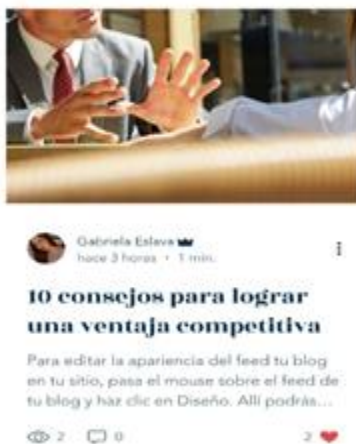 Gabriela Eslava
hace 3 horas · 1 min.
10 consejos para lograr
una ventaja competitiva
Para editar la apariencia del feed tu blog
en tu sitio, pasa el mouse sobre el feed de
tu blog y haz clic en Diseño. Allí podrás...
2 0 2